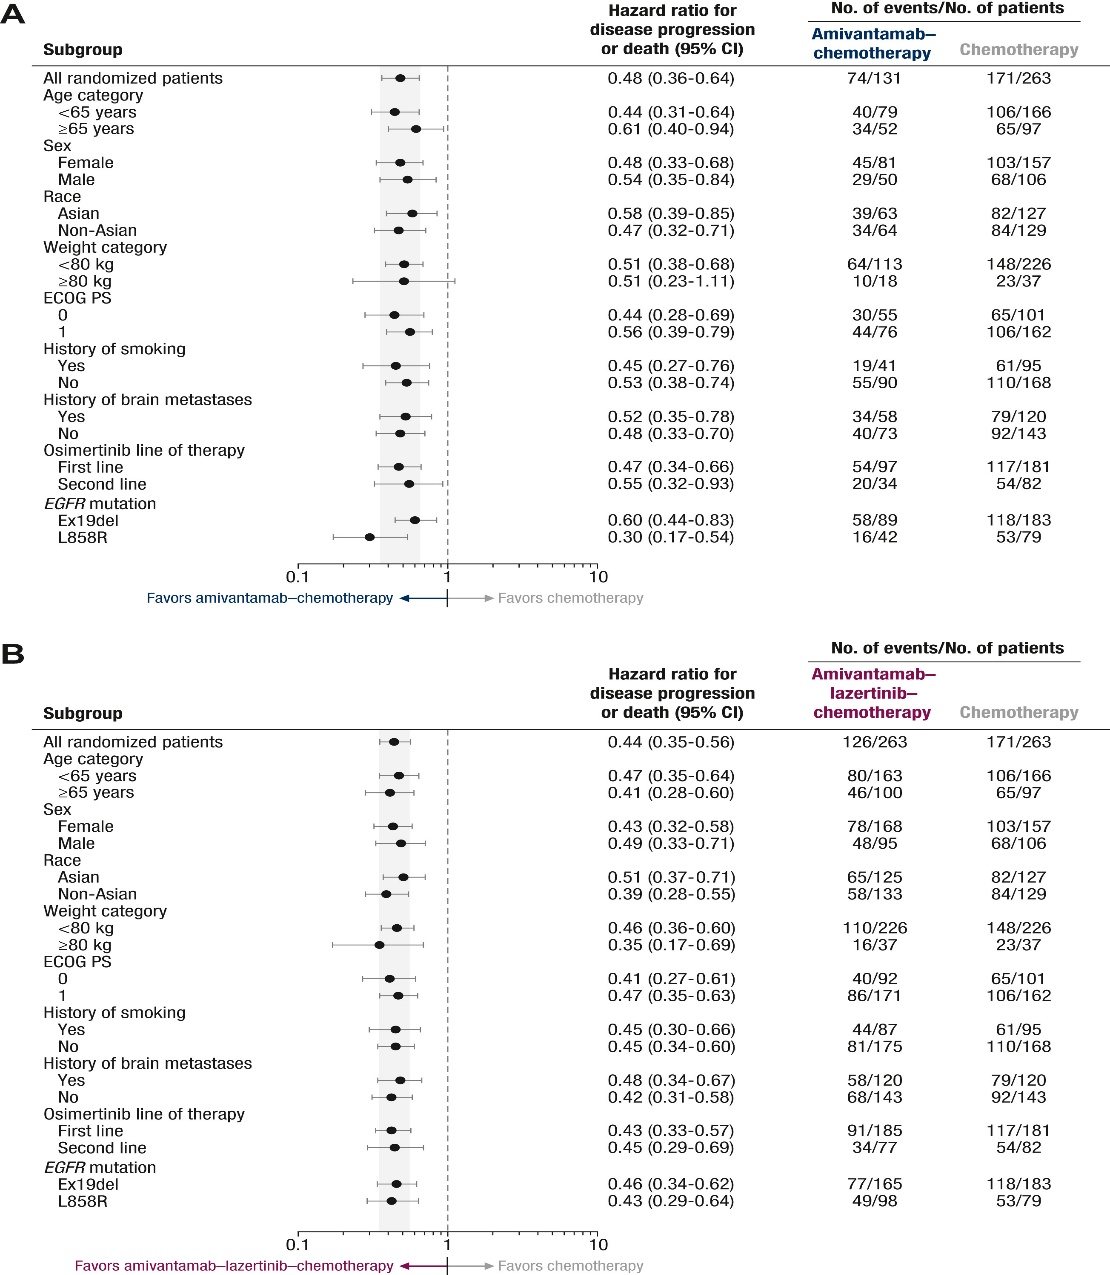 A
No. of events/No. of patients
Subgroup
Hazard ratio for
disease progression
or death (95% CI)
Amivantamab–
chemotherapy
Chemotherapy
All randomized patients 0.48 (0.36-0.64) 74/131 171/263
Age category
<65 years 0.44 (0.31-0.64) 40/79 106/166
≥65 years 0.61 (0.40-0.94) 34/52 65/97
Sex
Female 0.48 (0.33-0.68) 45/81 103/157
Male 0.54 (0.35-0.84) 29/50 68/106
Race
Asian 0.58 (0.39-0.85) 39/63 82/127
Non-Asian 0.47 (0.32-0.71) 34/64 84/129
Weight category
<80 kg 0.51 (0.38-0.68) 64/113 148/226
≥80 kg 0.51 (0.23-1.11) 10/18 23/37
ECOG PS
0 0.44 (0.28-0.69) 30/55 65/101
1 0.56 (0.39-0.79) 44/76 106/162
History of smoking
Yes 0.45 (0.27-0.76) 19/41 61/95
No 0.53 (0.38-0.74) 55/90 110/168
History of brain metastases
Yes 0.52 (0.35-0.78) 34/58 79/120
No 0.48 (0.33-0.70) 40/73 92/143
Osimertinib line of therapy
First line 0.47 (0.34-0.66) 54/97 117/181
Second line 0.55 (0.32-0.93) 20/34 54/82
EGFR mutation
Ex19del 0.60 (0.44-0.83) 58/89 118/183
L858R 0.30 (0.17-0.54) 16/42 53/79
0.1 1 10
Favors amivantamab–chemotherapy Favors chemotherapy
B
No. of events/No. of patients
Subgroup
Hazard ratio for
disease progression
or death (95% CI)
Amivantamab–
lazertinib–
chemotherapy
Chemotherapy
All randomized patients 0.44 (0.35-0.56) 126/263 171/263
Age category
<65 years 0.47 (0.35-0.64) 80/163 106/166
≥65 years 0.41 (0.28-0.60) 46/100 65/97
Sex
Female 0.43 (0.32-0.58) 78/168 103/157
Male 0.49 (0.33-0.71) 48/95 68/106
Race
Asian 0.51 (0.37-0.71) 65/125 82/127
Non-Asian 0.39 (0.28-0.55) 58/133 84/129
Weight category
<80 kg 0.46 (0.36-0.60) 110/226 148/226
≥80 kg 0.35 (0.17-0.69) 16/37 23/37
ECOG PS
0 0.41 (0.27-0.61) 40/92 65/101
1 0.47 (0.35-0.63) 86/171 106/162
History of smoking
Yes 0.45 (0.30-0.66) 44/87 61/95
No 0.45 (0.34-0.60) 81/175 110/168
History of brain metastases
Yes 0.48 (0.34-0.67) 58/120 79/120
No 0.42 (0.31-0.58) 68/143 92/143
Osimertinib line of therapy
First line 0.43 (0.33-0.57) 91/185 117/181
Second line 0.45 (0.29-0.69) 34/77 54/82
EGFR mutation
Ex19del 0.46 (0.34-0.62) 77/165 118/183
L858R 0.43 (0.29-0.64) 49/98 53/79
0.1 1 10
Favors amivantamab–lazertinib–chemotherapy Favors chemotherapy